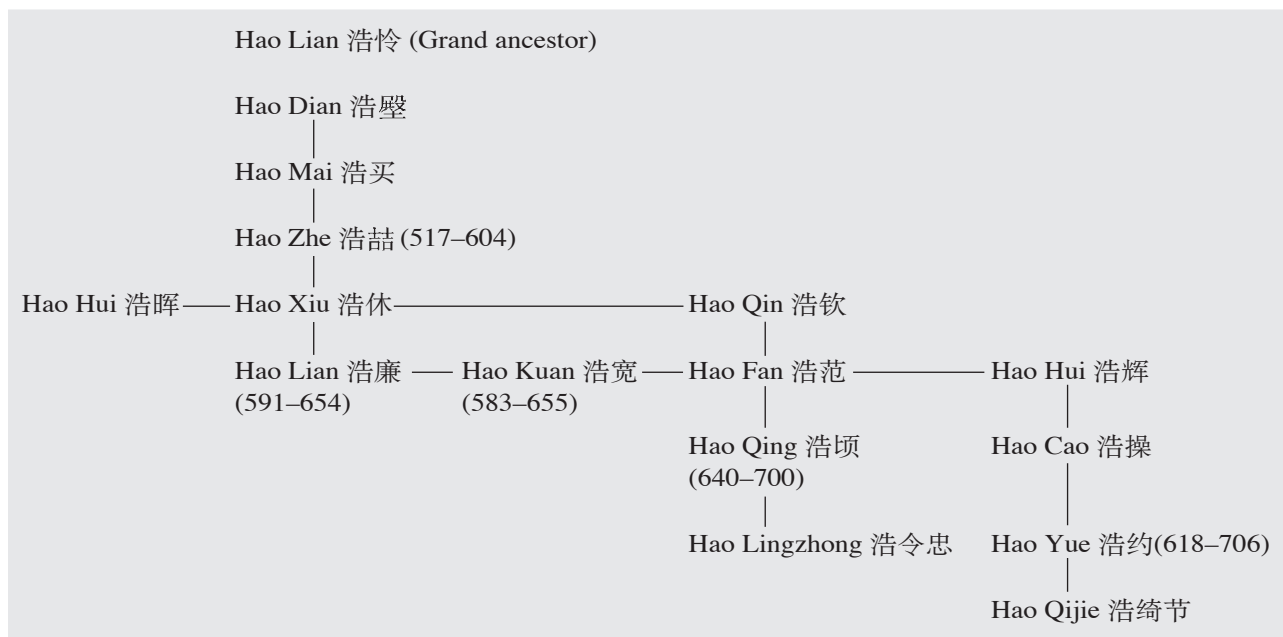 Hao Lian 浩怜 (Grand ancestor)
Hao Dian 浩壂
Hao Mai 浩买
Hao Zhe 浩喆 (517–604)
Hao Hui 浩晖 Hao Xiu 浩休 Hao Qin 浩钦
Hao Lian 浩廉 Hao Kuan 浩宽 Hao Fan 浩范 Hao Hui 浩辉
(591–654) (583–655)
Hao Qing 浩顷 Hao Cao 浩操
(640–700)
Hao Lingzhong 浩令忠 Hao Yue 浩约(618–706)
Hao Qijie 浩绮节